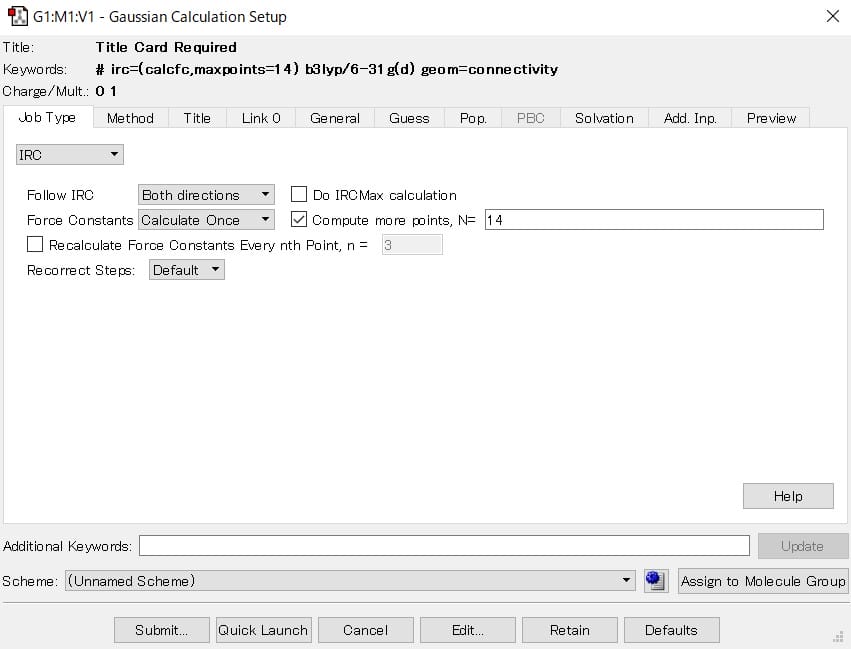 G1:M1:V1 - Gaussian Calculation Setup
Title: Title Card Required
Keywords: # irc=(calcfc,maxpoints=14) b3lyp/6-31g(d) geom=connectivity
Charge/Mult.: 0 1
Job Type Method Title Link 0 General Guess Pop. PBC Solvation Add. Inp. Preview
IRC
Follow IRC Both directions Do IRCMax calculation
Force Constants Calculate Once Compute more points, N= 14
Recalculate Force Constants Every nth Point, n = 3
Recorrect Steps: Default
Help
Additional Keywords: Update
Scheme: (Unnamed Scheme) Assign to Molecule Group
Submit... Quick Launch Cancel Edit... Retain Defaults